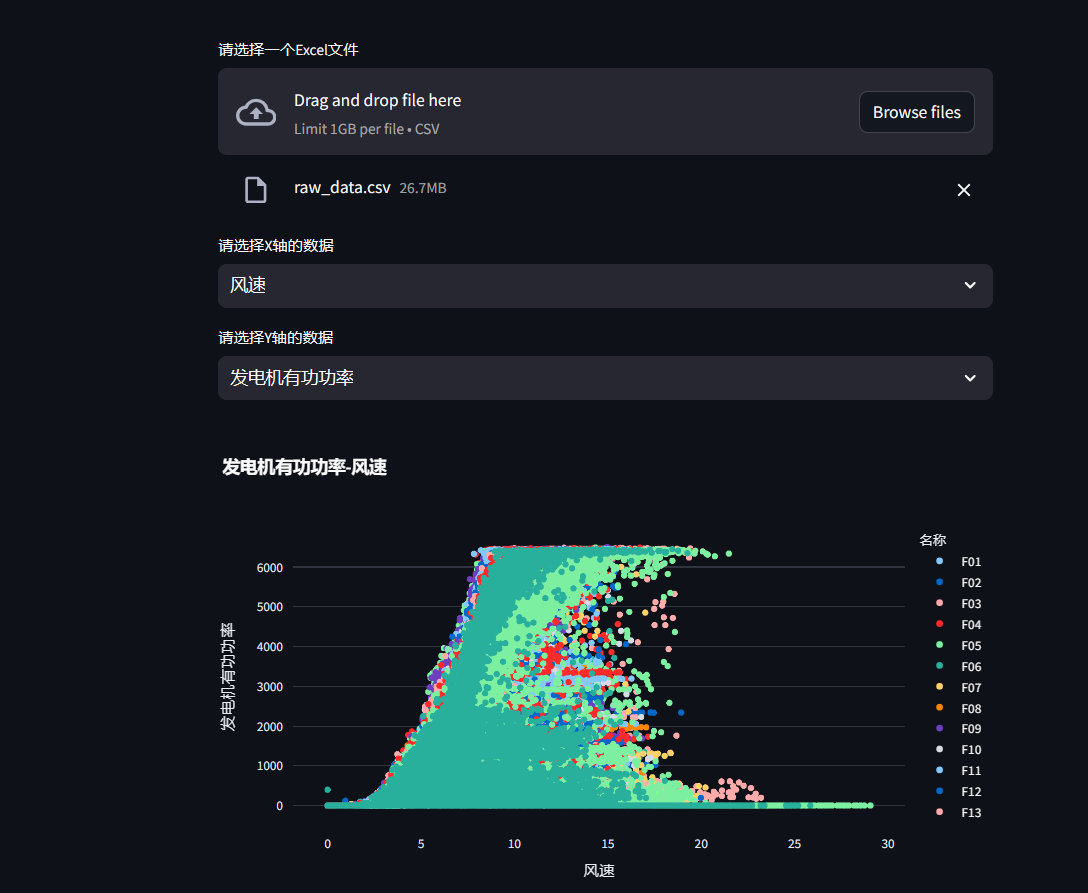 请选择一个Excel文件
Drag and drop file here
Limit 1GB per file • CSV
Browse files
raw_data.csv 26.7MB
请选择X轴的数据
风速
请选择Y轴的数据
发电机有功功率
发电机有功功率-风速
名称
F01
F02
F03
F04
F05
F06
F07
F08
F09
F10
F11
F12
F13
发电机有功功率
6000
5000
4000
3000
2000
1000
0
0 5 10 15 20 25 30
风速